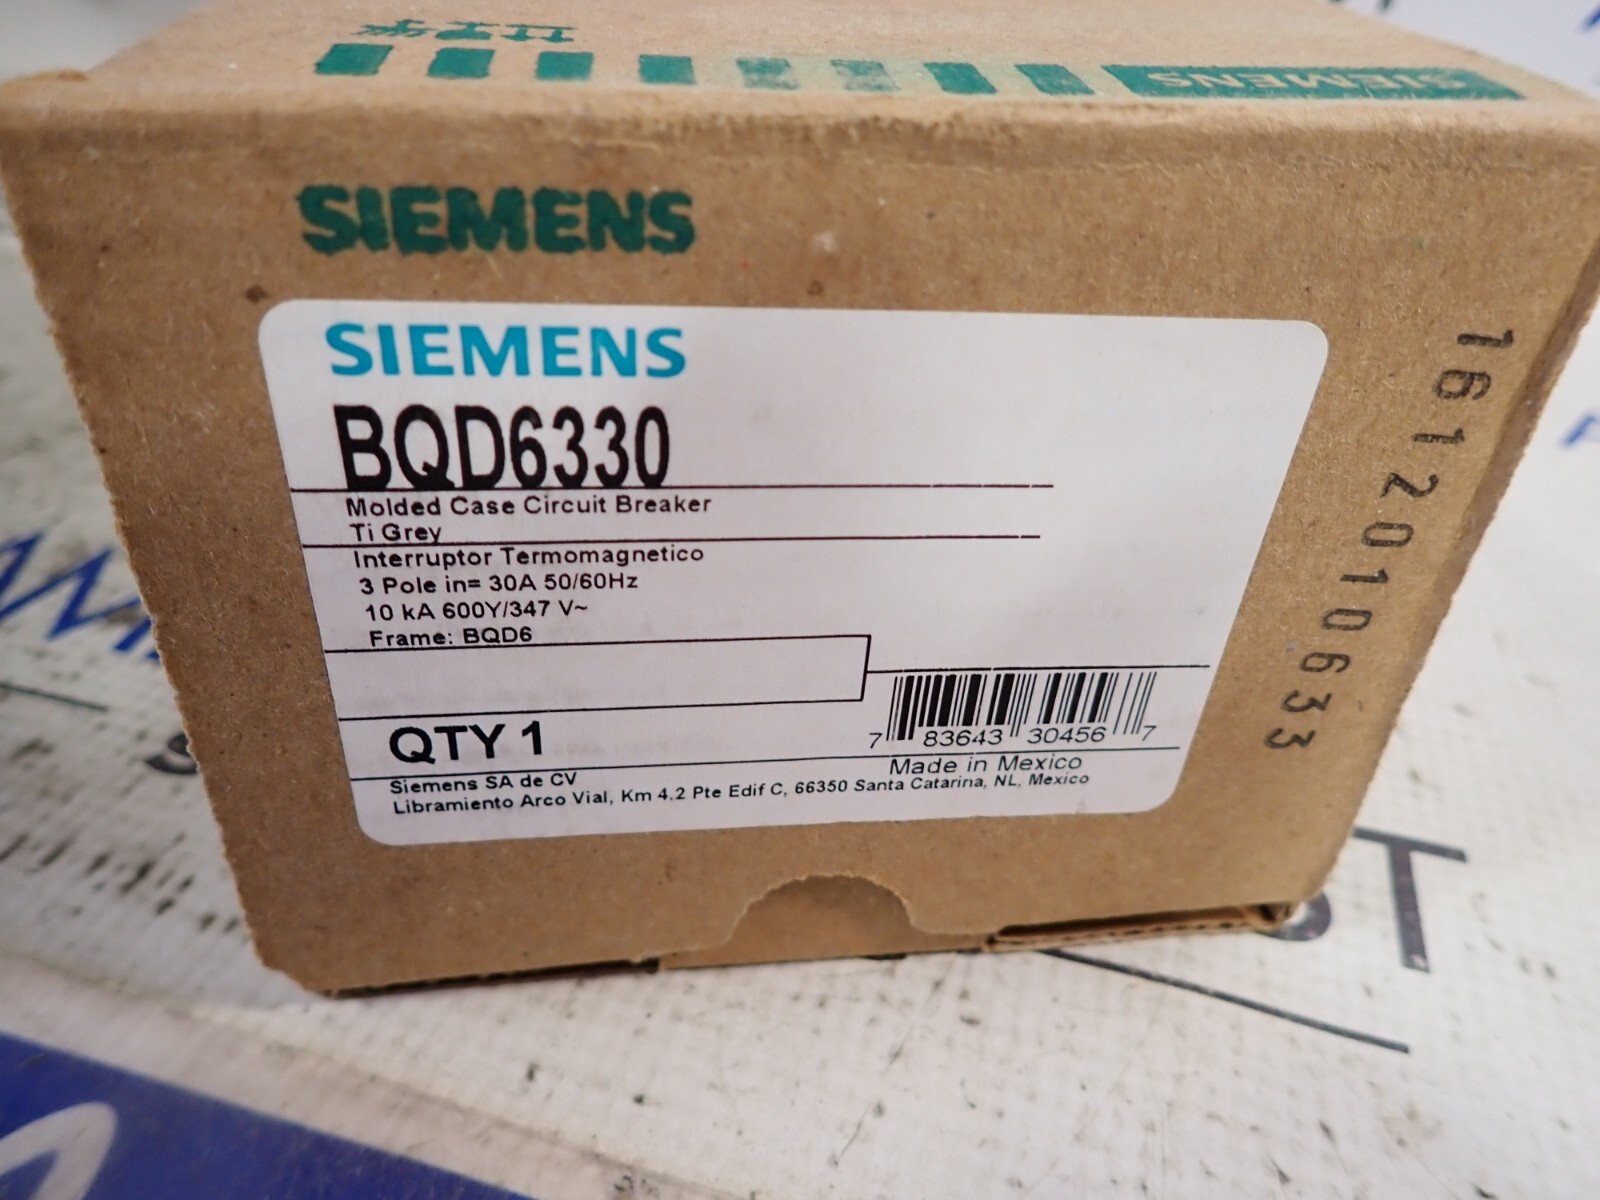 SIEMENS
SIEMENS
SIEMENS
BQD6330
Molded Case Circuit Breaker
Ti Grey
Interruptor Termomagnetico
3 Pole in= 30A 50/60Hz
10 kA 600Y/347 V~
Frame: BQD6
QTY 1
7 83643 30456 7
Made in Mexico
Siemens SA de CV
Libramiento Arco Vial, Km 4.2 Pte Edif C, 66350 Santa Catarina, NL, Mexico
1612010633